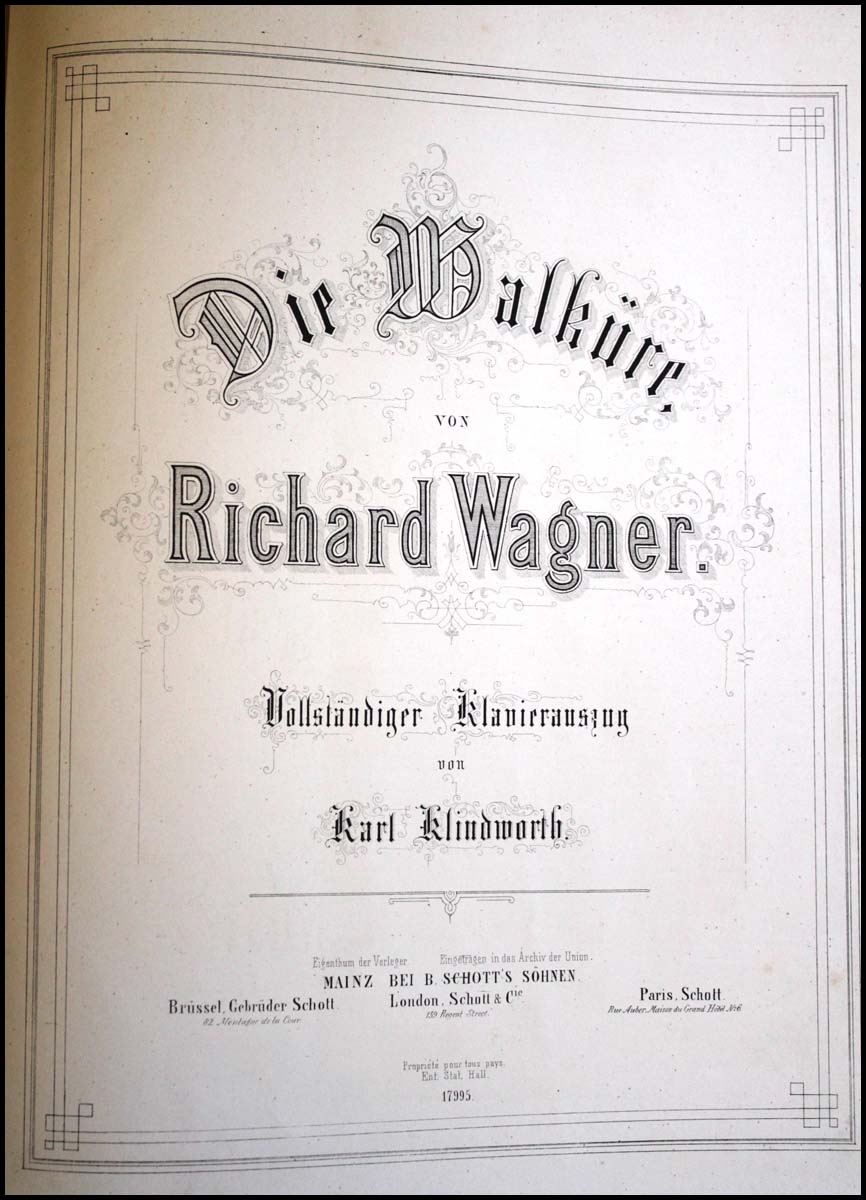 Die Walküre,
VON
Richard Wagner.
Vollständiger Klavierauszug
von
Karl Klindworth.
Eigenthum der Verleger Eingetragen in das Archiv der Union.
MAINZ BEI B. SCHOTT'S SÖHNEN.
Brüssel, Gebrüder Schott. London, Schott & Cie. Paris, Schott.
82 Montagne de la Cour. 159 Regent Street. Rue Auber, Maison du Grand Hôtel No 6.
Propriété pour tous pays.
Ent. Stat. Hall.
17995.